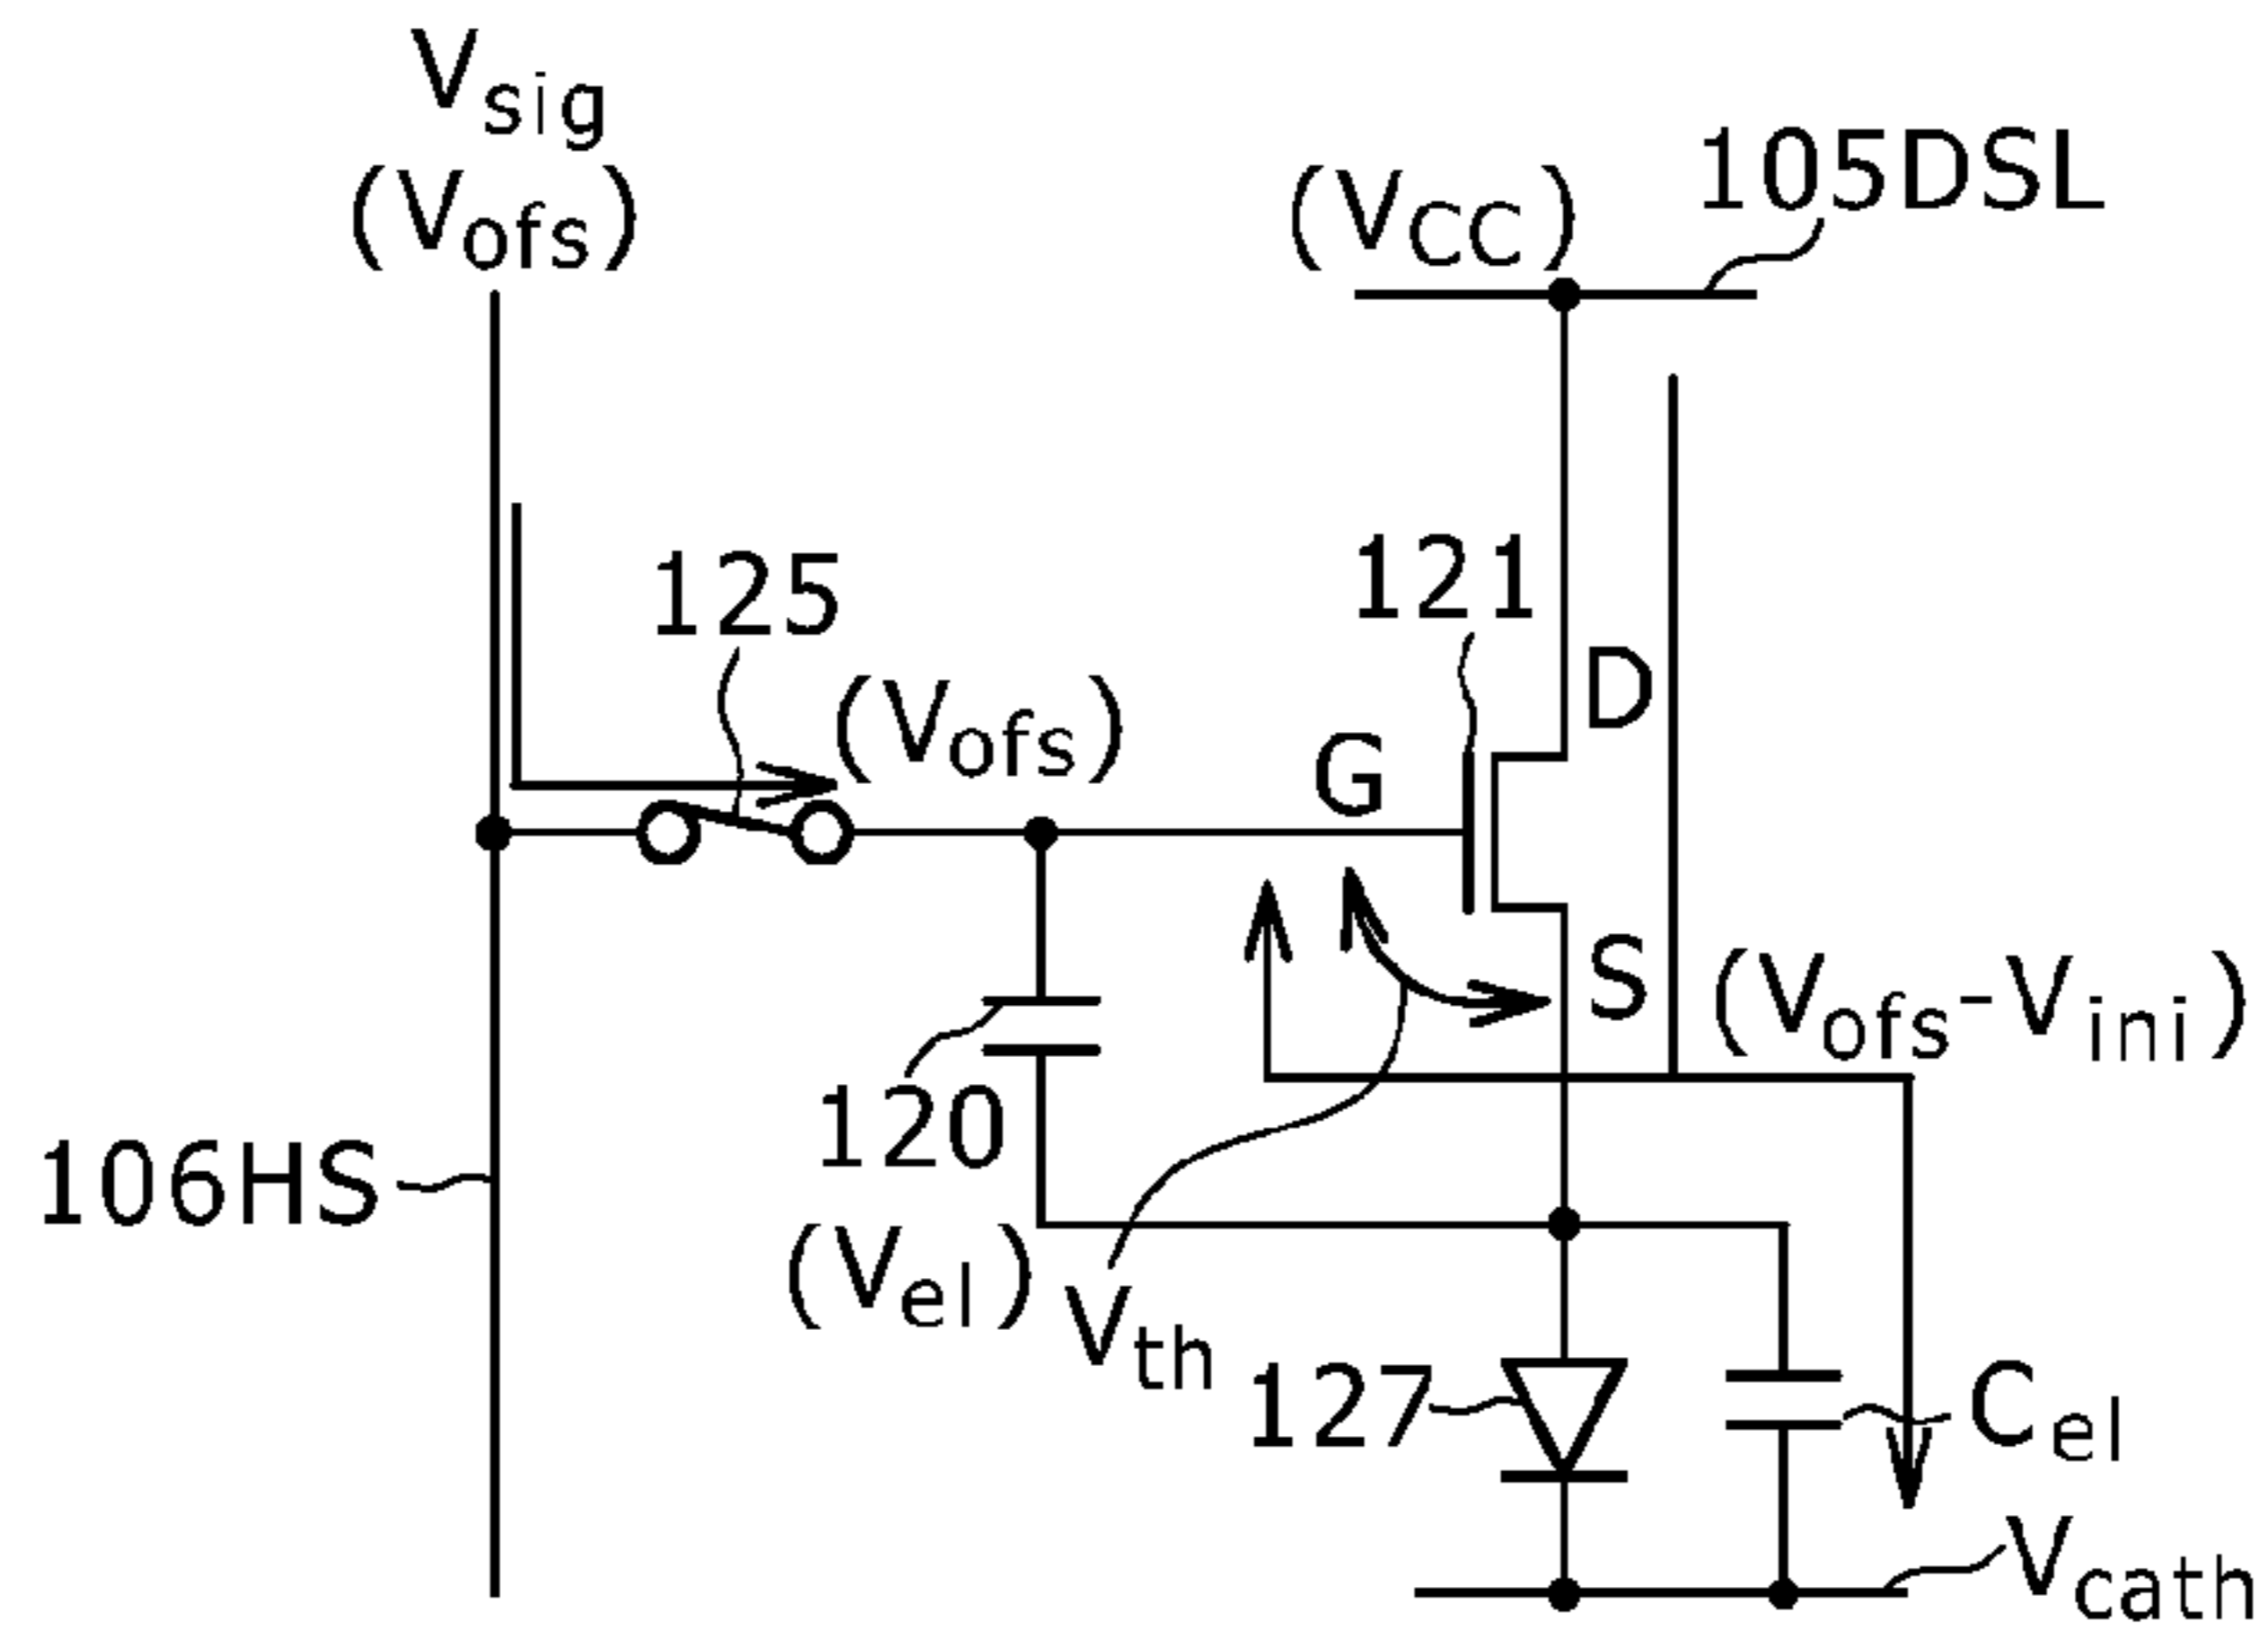 Vsig
(Vofs)
(VCC)
105DSL
125
121
(Vofs)
D
G
S
(Vofs-Vini)
120
106HS
(Vel)
Vth
127
Cel
Vcath